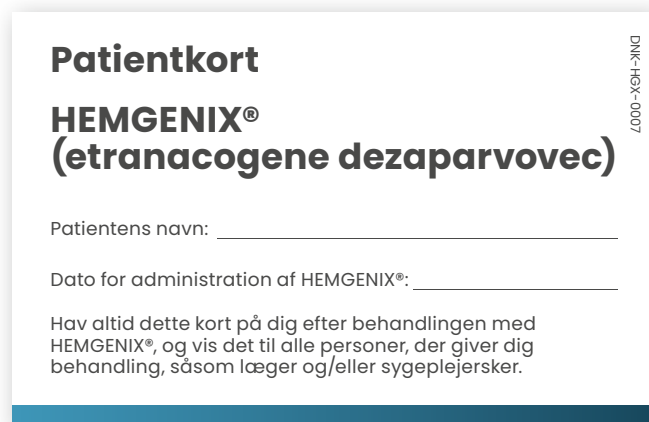 Patientkort
HEMGENIX®
(etranacogene dezaparvovec)
Patientens navn:
Dato for administration af HEMGENIX®:
Hav altid dette kort på dig efter behandlingen med
HEMGENIX®, og vis det til alle personer, der giver dig
behandling, såsom læger og/eller sygeplejersker.
DNK-HGX-0007